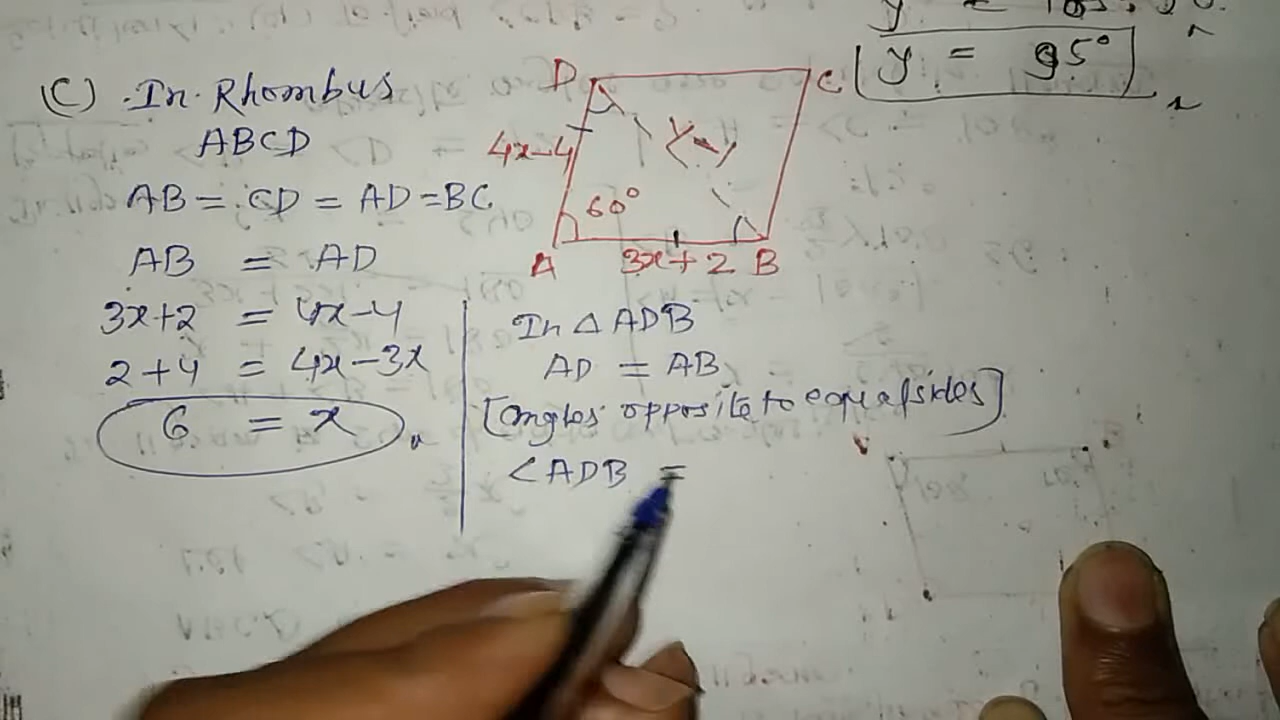 y = 95°
(C) In Rhombus
ABCD
AB = CD = AD = BC
AB = AD
3x+2 = 4x-4
2+4 = 4x-3x
6 = x
D
C
4x-4
60°
A
3x+2 B
In △ ADB
AD = AB
[angles opposite to equal sides]
<ADB =